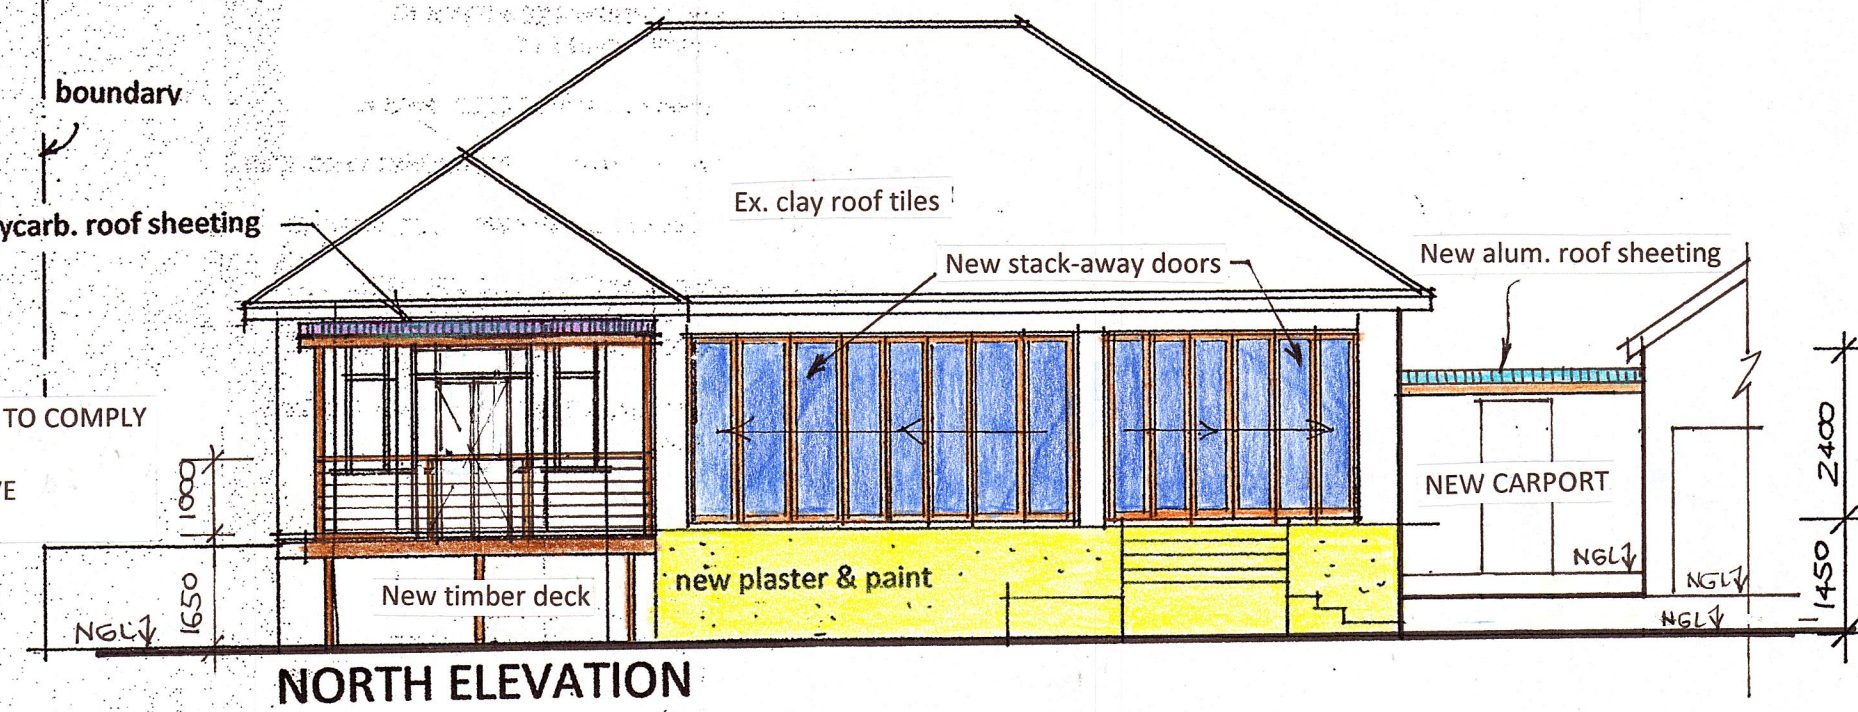 boundary
ycarb. roof sheeting
Ex. clay roof tiles
New stack-away doors
New alum. roof sheeting
TO COMPLY
E
1000
1650
NGL
New timber deck
new plaster & paint
NEW CARPORT
NGL
NGL
NGL
2400
1450
NORTH ELEVATION